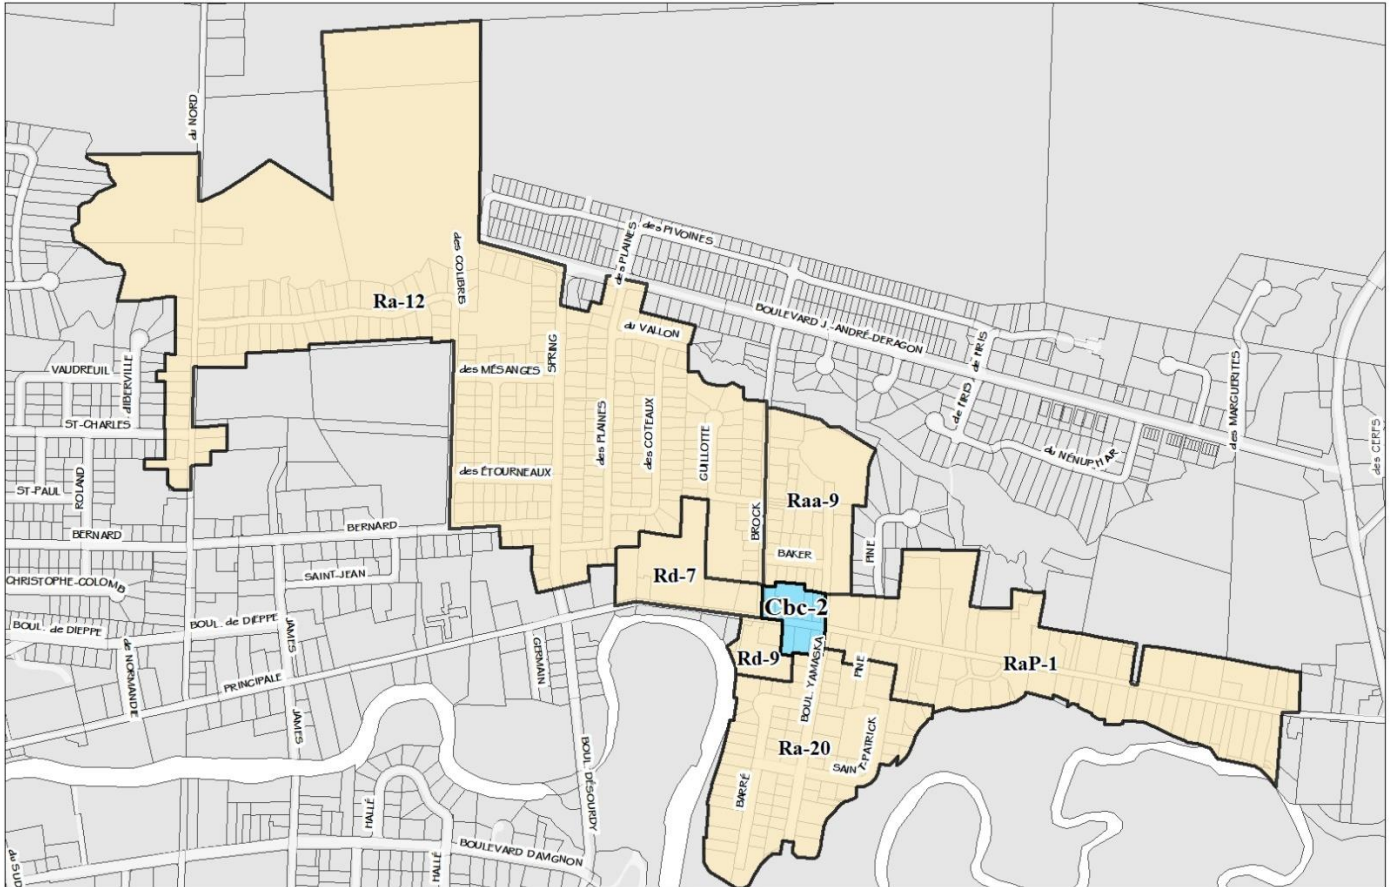 du NORD
des PIVOINES
des PLAINES
des COLIBRIS
Ra-12
du VALLON
BOULEVARD J.-ANDRÉ-DERAGON
SPRING
des MÉSANGES
VAUDREUIL
D'IBERVILLE
ST-CHARLES
des PLAINES
des COTEAUX
GUILLOTTE
de l'IRIS
de l'IRIS
des MARGUERITES
des CERFS
du NÉNUPHAR
des ÉTOURNEAUX
ROLAND
ST-PAUL
Raa-9
BROCK
BERNARD
BERNARD
BAKER
PINE
SAINT-JEAN
Rd-7
CHRISTOPHE-COLOMB
Cbc-2
BOUL. de DIEPPE
BOUL. de DIEPPE
JAMES
de NORMANDIE
GERMAIN
Rd-9
BOUL. YAMASKA
PINE
RaP-1
PRINCIPALE
JAMES
Ra-20
SAINT-PATRICK
BARRÉ
BOUL. DÉSOURDY
HALLÉ
HALLÉ
BOULEVARD DAVIGNON
du SUD